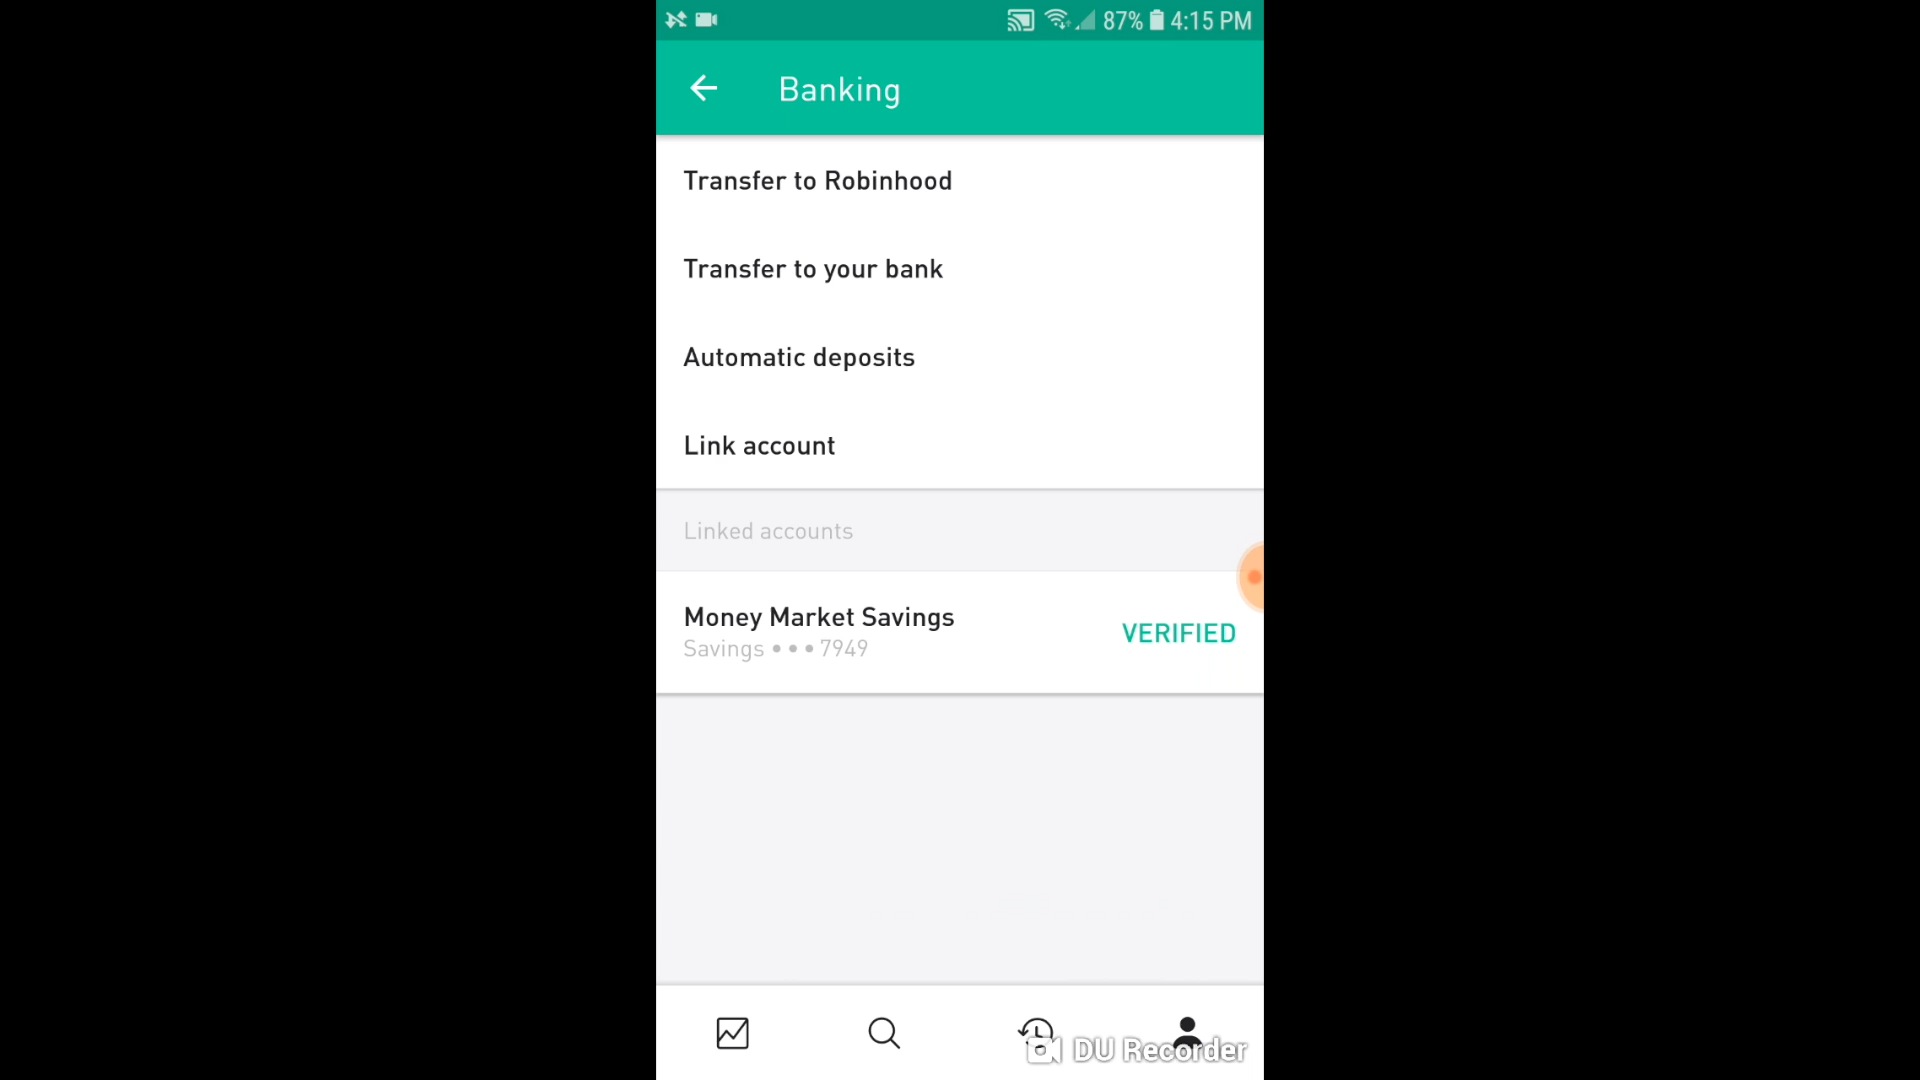 87% 4:15 PM
Banking
Transfer to Robinhood
Transfer to your bank
Automatic deposits
Link account
Linked accounts
Money Market Savings
Savings • • • 7949
VERIFIED
DU Recorder